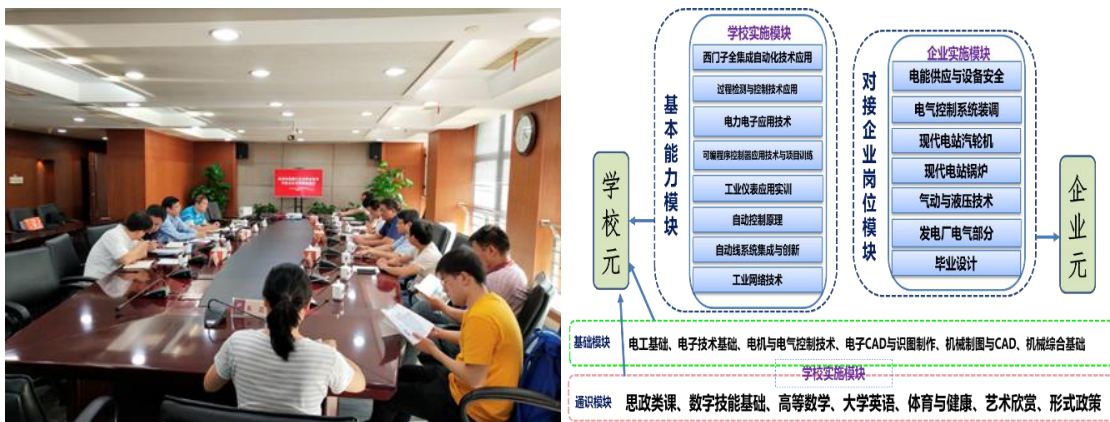 学校实施模块
西门子全集成自动化技术应用
过程检测与控制技术应用
电力电子应用技术
可编程序控制器应用技术与项目训练
工业仪表应用实训
自动控制原理
自动线系统集成与创新
工业网络技术
基本能力模块
学校元
企业实施模块
电能供应与设备安全
电气控制系统装调
现代电站汽轮机
现代电站锅炉
气动与液压技术
发电厂电气部分
毕业设计
对接企业岗位模块
企业元
基础模块
电工基础、电子技术基础、电机与电气控制技术、电子CAD与识图制作、机械制图与CAD、机械综合基础
学校实施模块
通识模块
思政类课、数字技能基础、高等数学、大学英语、体育与健康、艺术欣赏、形式政策